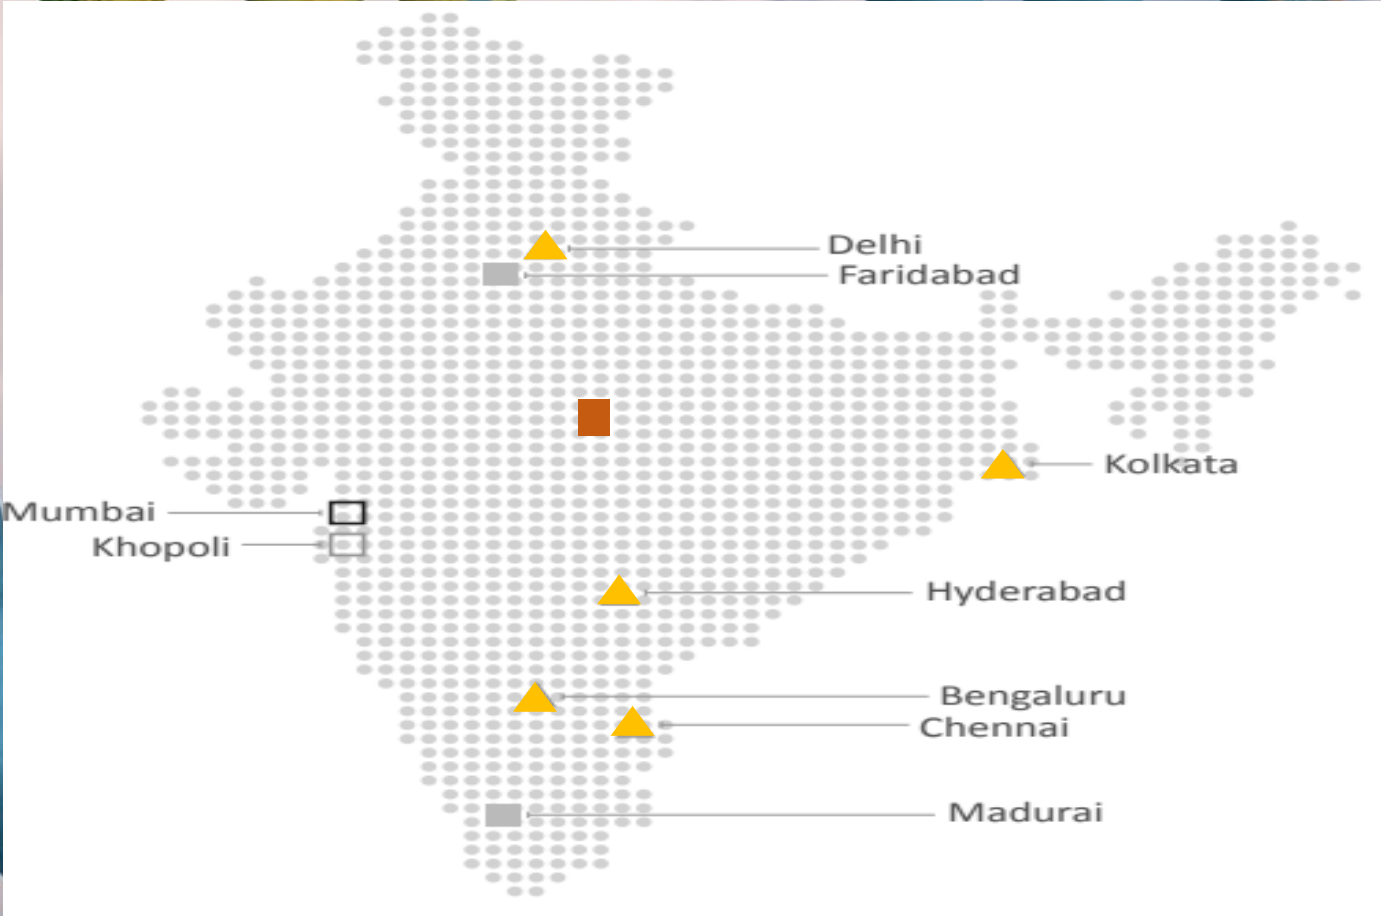 Delhi
Faridabad
Kolkata
Mumbai
Khopoli
Hyderabad
Bengaluru
Chennai
Madurai